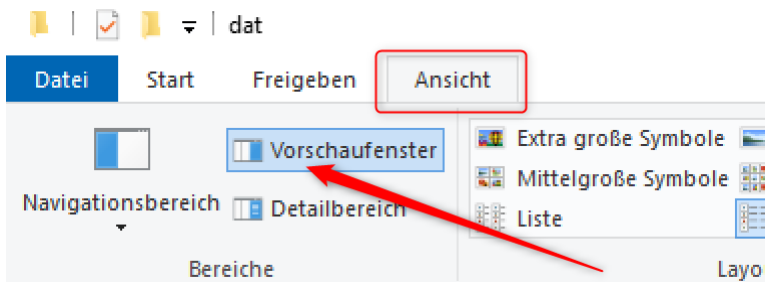 dat
Datei Start Freigeben Ansicht
Vorschaufenster
Navigationsbereich
Detailbereich
Bereiche
Extra große Symbole
Mittelgroße Symbole
Liste
Layo